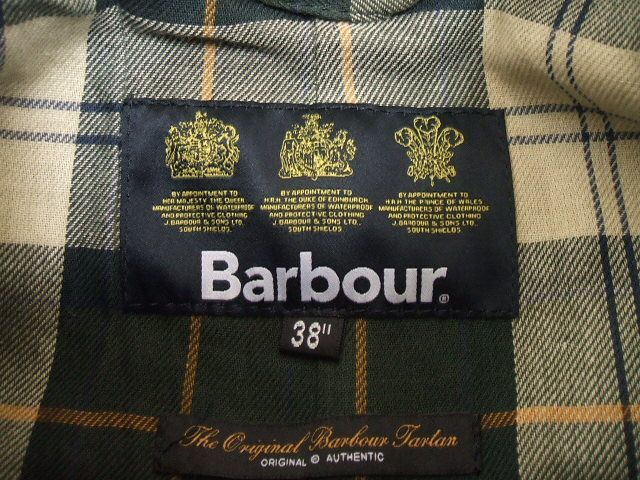 BY APPOINTMENT TO
HER MAJESTY THE QUEEN
MANUFACTURERS OF WATERPROOF
AND PROTECTIVE CLOTHING
J. BARBOUR & SONS LTD.,
SOUTH SHIELDS.
BY APPOINTMENT TO
H.R.H. THE DUKE OF EDINBURGH
MANUFACTURERS OF WATERPROOF
AND PROTECTIVE CLOTHING
J. BARBOUR & SONS LTD.,
SOUTH SHIELDS.
BY APPOINTMENT TO
H.R.H. THE PRINCE OF WALES
MANUFACTURERS OF WATERPROOF
AND PROTECTIVE CLOTHING
J. BARBOUR & SONS LTD.,
SOUTH SHIELDS.
Barbour®
38"
The Original Barbour Tartan
ORIGINAL © AUTHENTIC